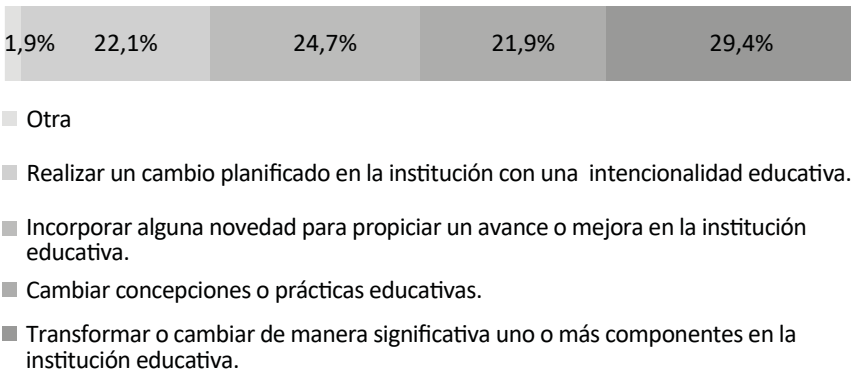 1,9% 22,1% 24,7% 21,9% 29,4%
Otra
Realizar un cambio planificado en la institución con una intencionalidad educativa.
Incorporar alguna novedad para propiciar un avance o mejora en la institución
educativa.
Cambiar concepciones o prácticas educativas.
Transformar o cambiar de manera significativa uno o más componentes en la
institución educativa.